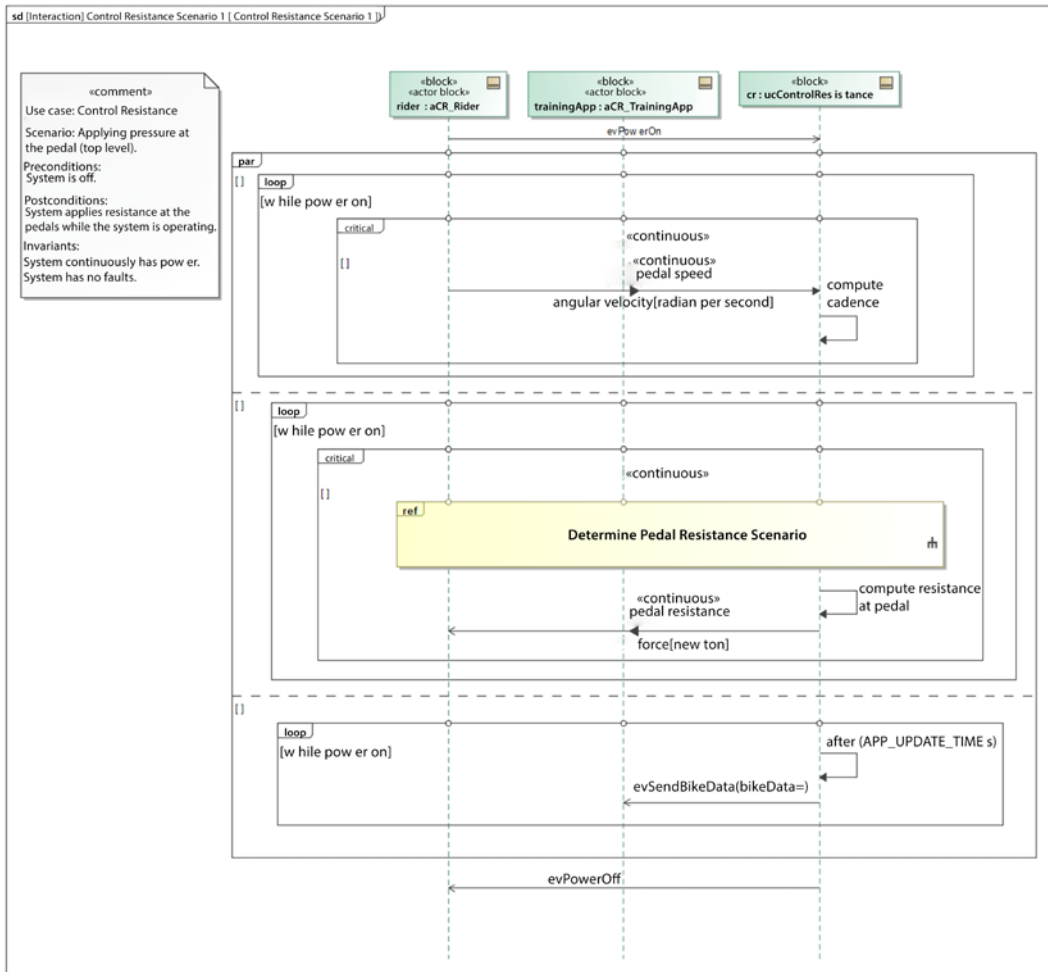 sd [Interaction] Control Resistance Scenario 1 [ Control Resistance Scenario 1 ])
«comment»
Use case: Control Resistance
Scenario: Applying pressure at
the pedal (top level).
Preconditions:
System is off.
Postconditions:
System applies resistance at the
pedals while the system is operating.
Invariants:
System continuously has pow er.
System has no faults.
«block»
«actor block»
rider : aCR_Rider
«block»
«actor block»
trainingApp : aCR_TrainingApp
«block»
cr : ucControlRes is tance
evPow erOn
par
[ ]
loop
[w hile pow er on]
critical
«continuous»
[ ]
«continuous»
pedal speed
angular velocity[radian per second]
compute
cadence
[ ]
loop
[w hile pow er on]
critical
«continuous»
[ ]
ref
Determine Pedal Resistance Scenario
compute resistance
at pedal
«continuous»
pedal resistance
force[new ton]
[ ]
loop
[w hile pow er on]
after (APP_UPDATE_TIME s)
evSendBikeData(bikeData=)
evPowerOff